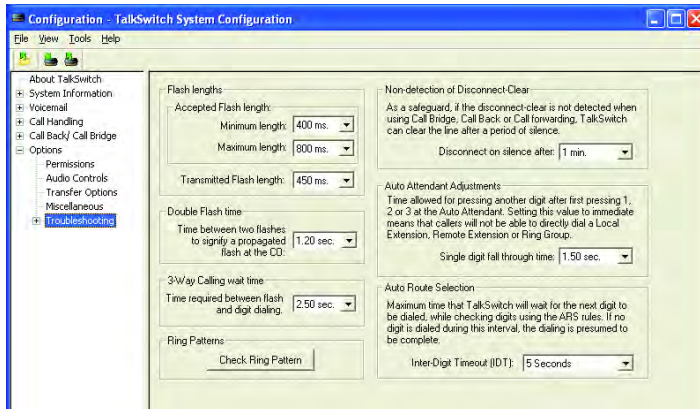 Configuration - TalkSwitch System Configuration
File View Tools Help
About TalkSwitch
System Information
Voicemail
Call Handling
Call Back/ Call Bridge
Options
Permissions
Audio Controls
Transfer Options
Miscellaneous
Troubleshooting
Flash lengths
Accepted Flash length:
Minimum length: 400 ms.
Maximum length: 800 ms.
Transmitted Flash length: 450 ms.
Double Flash time
Time between two flashes
to signify a propagated
flash at the CO: 1.20 sec.
3-Way Calling wait time
Time required between flash
and digit dialing. 2.50 sec.
Ring Patterns
Check Ring Pattern
Non-detection of Disconnect-Clear
As a safeguard, if the disconnect-clear is not detected when
using Call Bridge, Call Back or Call forwarding, TalkSwitch
can clear the line after a period of silence.
Disconnect on silence after: 1 min.
Auto Attendant Adjustments
Time allowed for pressing another digit after first pressing 1,
2 or 3 at the Auto Attendant. Setting this value to immediate
means that callers will not be able to directly dial a Local
Extension, Remote Extension or Ring Group.
Single digit fall through time: 1.50 sec.
Auto Route Selection
Maximum time that TalkSwitch will wait for the next digit to
be dialed, while checking digits using the ARS rules. If no
digit is dialed during this interval, the dialing is presumed to
be complete.
Inter-Digit Timeout (IDT): 5 Seconds